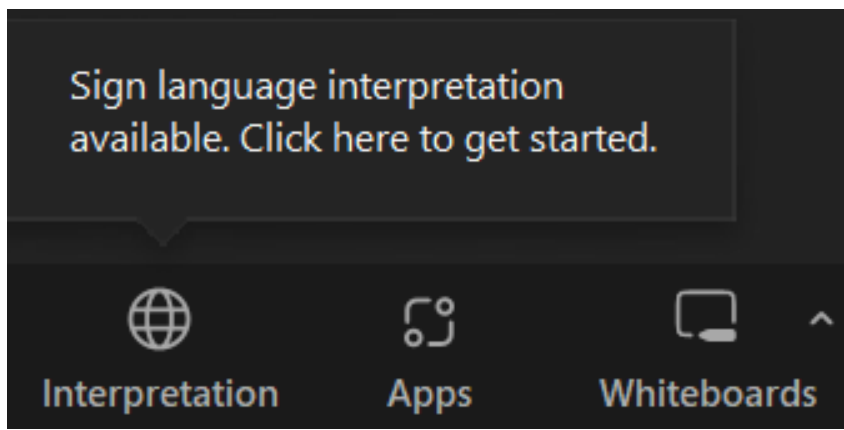 Sign language interpretation
available. Click here to get started.
Interpretation Apps Whiteboards